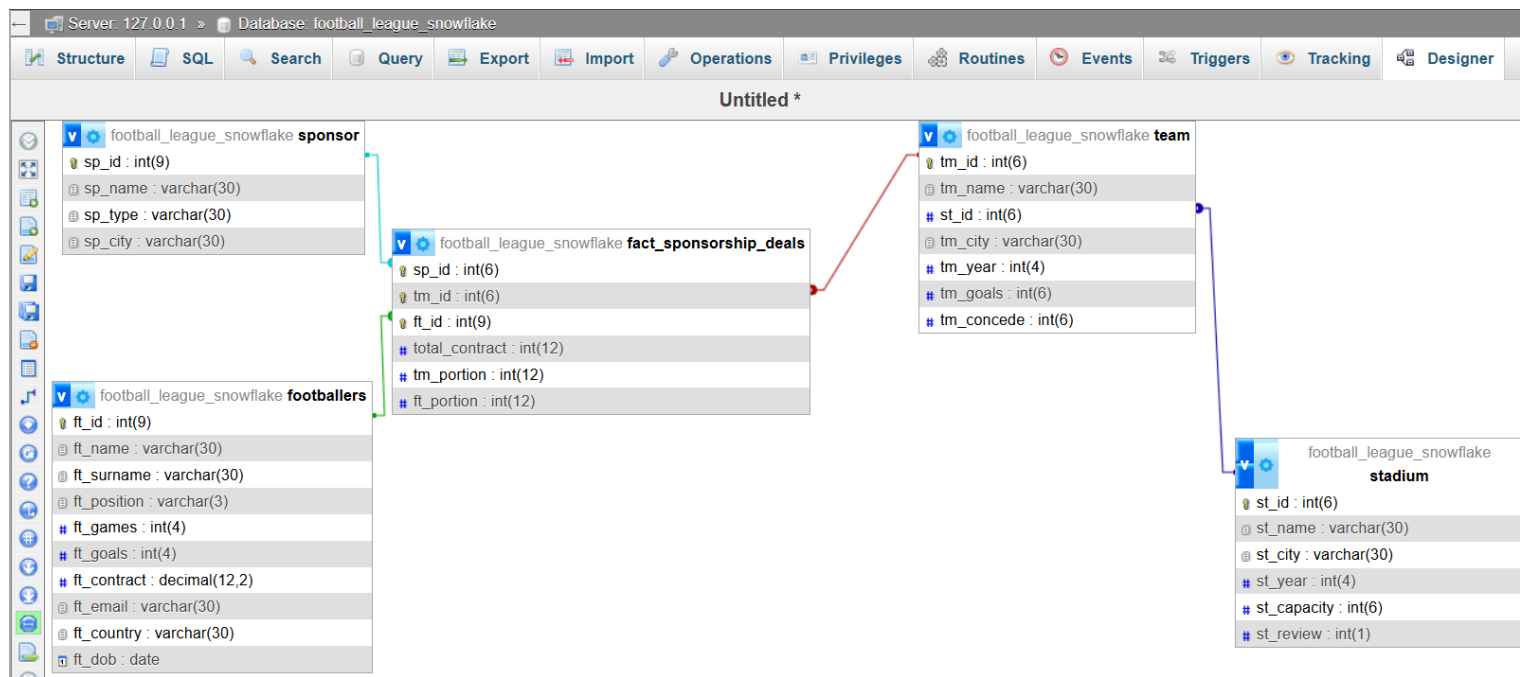 ← Server: 127.0.0.1 » Database: football_league_snowflake
Structure SQL Search Query Export Import Operations Privileges Routines Events Triggers Tracking Designer
Untitled *
v football_league_snowflake sponsor
sp_id : int(9)
sp_name : varchar(30)
sp_type : varchar(30)
sp_city : varchar(30)
v football_league_snowflake team
tm_id : int(6)
tm_name : varchar(30)
# st_id : int(6)
tm_city : varchar(30)
# tm_year : int(4)
# tm_goals : int(6)
# tm_concede : int(6)
v football_league_snowflake fact_sponsorship_deals
sp_id : int(6)
tm_id : int(6)
ft_id : int(9)
# total_contract : int(12)
# tm_portion : int(12)
# ft_portion : int(12)
v football_league_snowflake footballers
ft_id : int(9)
ft_name : varchar(30)
ft_surname : varchar(30)
ft_position : varchar(3)
# ft_games : int(4)
# ft_goals : int(4)
# ft_contract : decimal(12,2)
ft_email : varchar(30)
ft_country : varchar(30)
ft_dob : date
v football_league_snowflake
stadium
st_id : int(6)
st_name : varchar(30)
st_city : varchar(30)
# st_year : int(4)
# st_capacity : int(6)
# st_review : int(1)